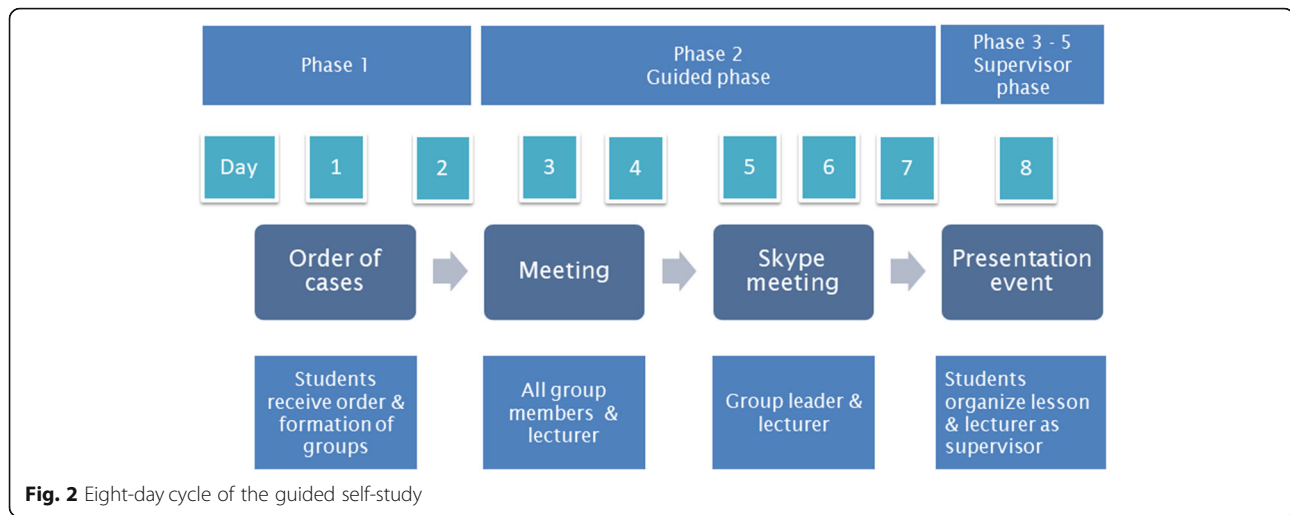 Phase 1
Phase 2
Guided phase
Phase 3 - 5
Supervisor
phase
Day 1 2 3 4 5 6 7 8
Order of
cases
Meeting
Skype
meeting
Presentation
event
Students
receive order &
formation of
groups
All group
members & 
lecturer
Group leader &
lecturer
Students
organize lesson
& lecturer as
supervisor
Fig. 2 Eight-day cycle of the guided self-study